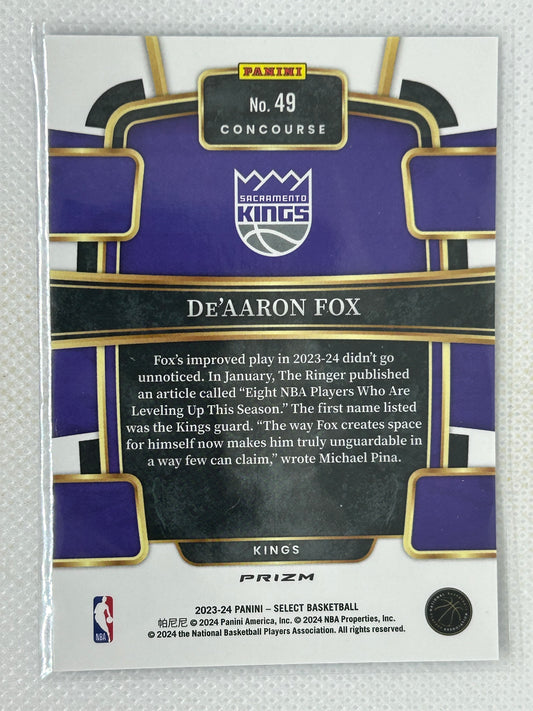 PANINI
No. 49
CONCOURSE
SACRAMENTO
KINGS
DE'AARON FOX
Fox's improved play in 2023-24 didn't go
unnoticed. In January, The Ringer published
an article called “Eight NBA Players Who Are
Leveling Up This Season.” The first name listed
was the Kings guard. “The way Fox creates space
for himself now makes him truly unguardable in
a way few can claim,” wrote Michael Pina.
KINGS
PRIZM
2023-24 PANINI – SELECT BASKETBALL
帕尼尼 © 2024 Panini America, Inc. © 2024 NBA Properties, Inc.
© 2024 the National Basketball Players Association. All rights reserved.
NBA